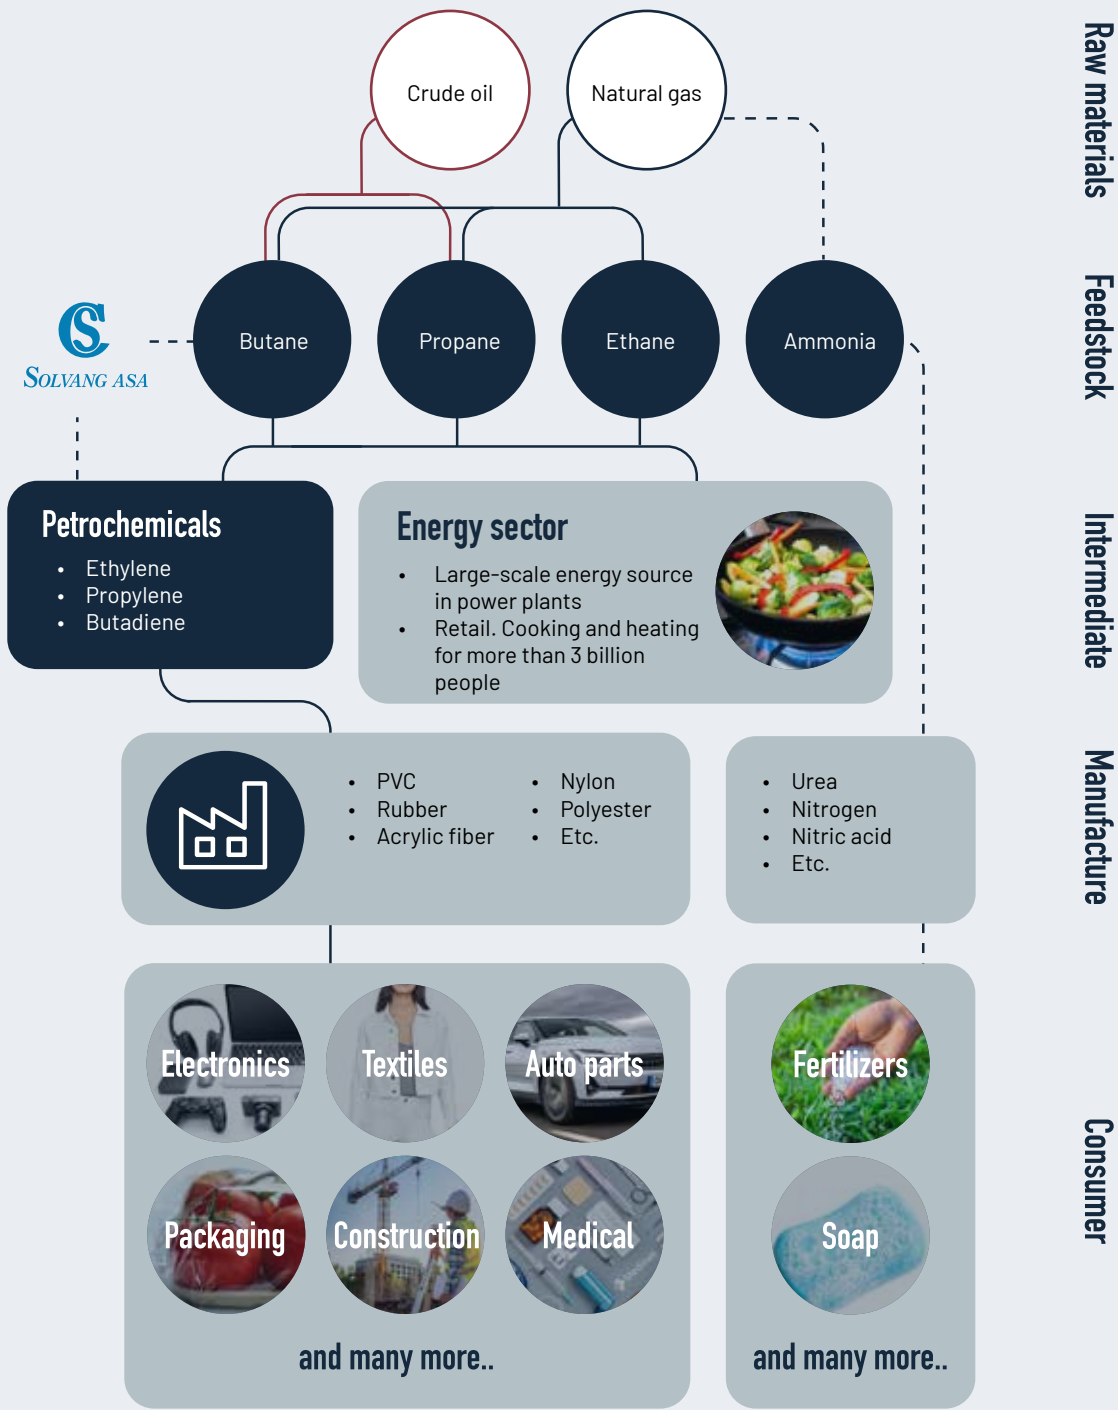 Crude oil
Natural gas
Raw materials
Butane
Propane
Ethane
Ammonia
Feedstock
SOLVANG ASA
Petrochemicals
• Ethylene
• Propylene
• Butadiene
Energy sector
• Large-scale energy source
in power plants
• Retail. Cooking and heating
for more than 3 billion
people
Intermediate
• PVC
• Rubber
• Acrylic fiber
• Nylon
• Polyester
• Etc.
• Urea
• Nitrogen
• Nitric acid
• Etc.
Manufacture
Electronics
Textiles
Auto parts
Packaging
Construction
Medical
and many more..
Fertilizers
Soap
and many more..
Consumer